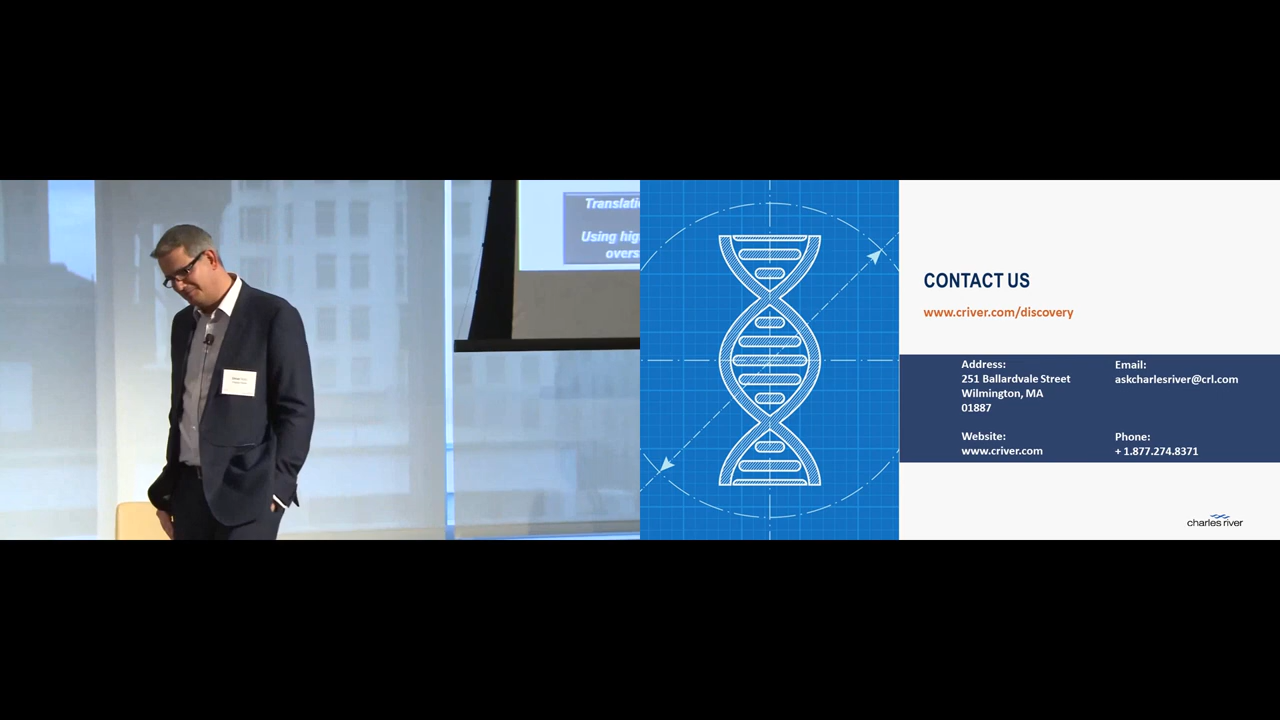 Translati
Using hig
overs
CONTACT US
www.criver.com/discovery
Address:
251 Ballardvale Street
Wilmington, MA
01887
Email:
askcharlesriver@crl.com
Website:
www.criver.com
Phone:
+ 1.877.274.8371
charles river